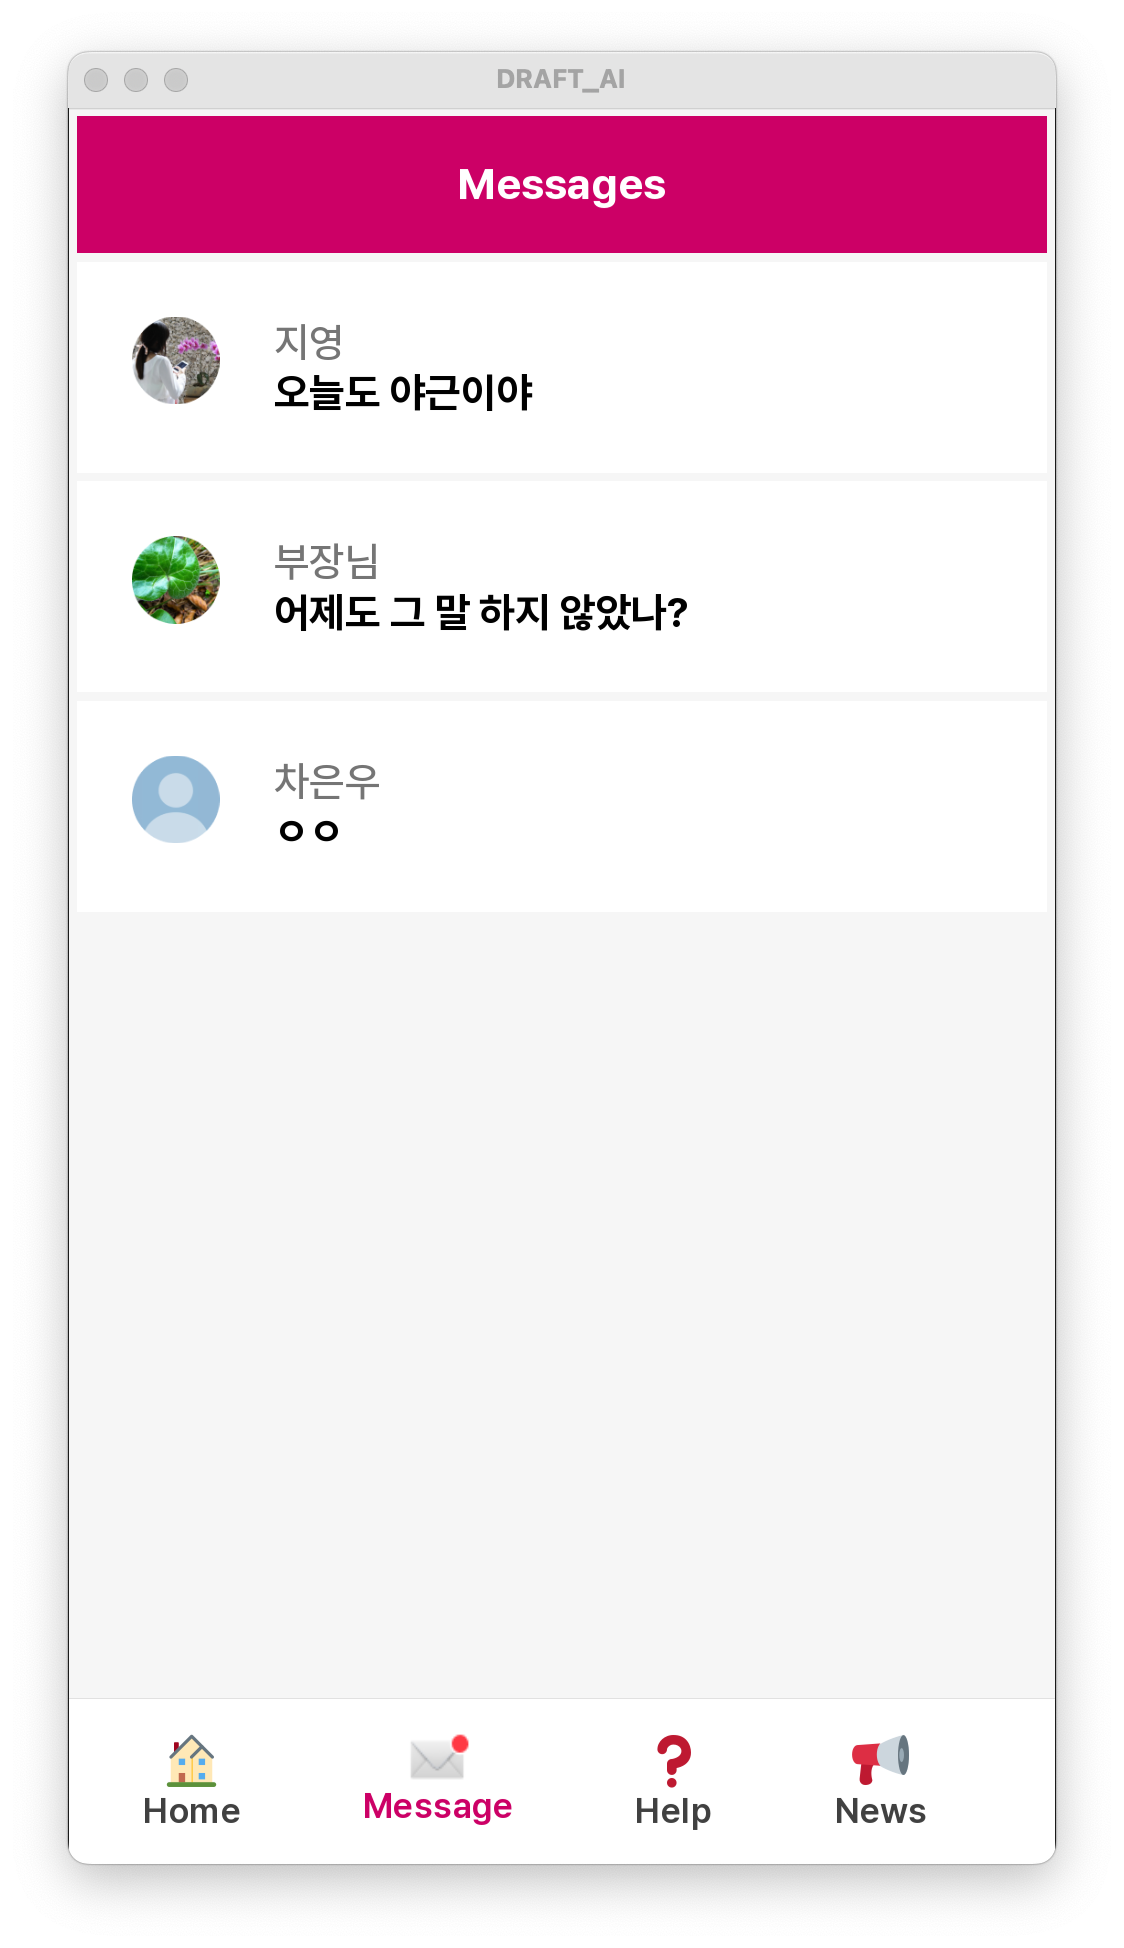 DRAFT_AI
Messages
지영
오늘도 야근이야
부장님
어제도 그 말 하지 않았나?
차은우
ㅇㅇ
Home
Message
Help
News